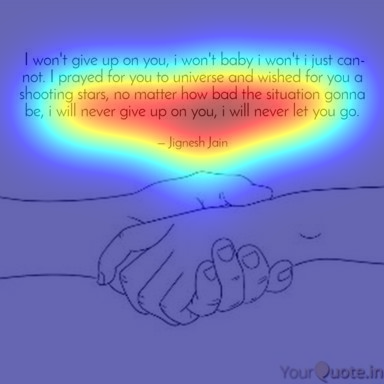 I won't give up on you, i won't baby i won't i just can-
not. I prayed for you to universe and wished for you a
shooting stars, no matter how bad the situation gonna
be, i will never give up on you, i will never let you go.
– Jignesh Jain
YourQuote.in